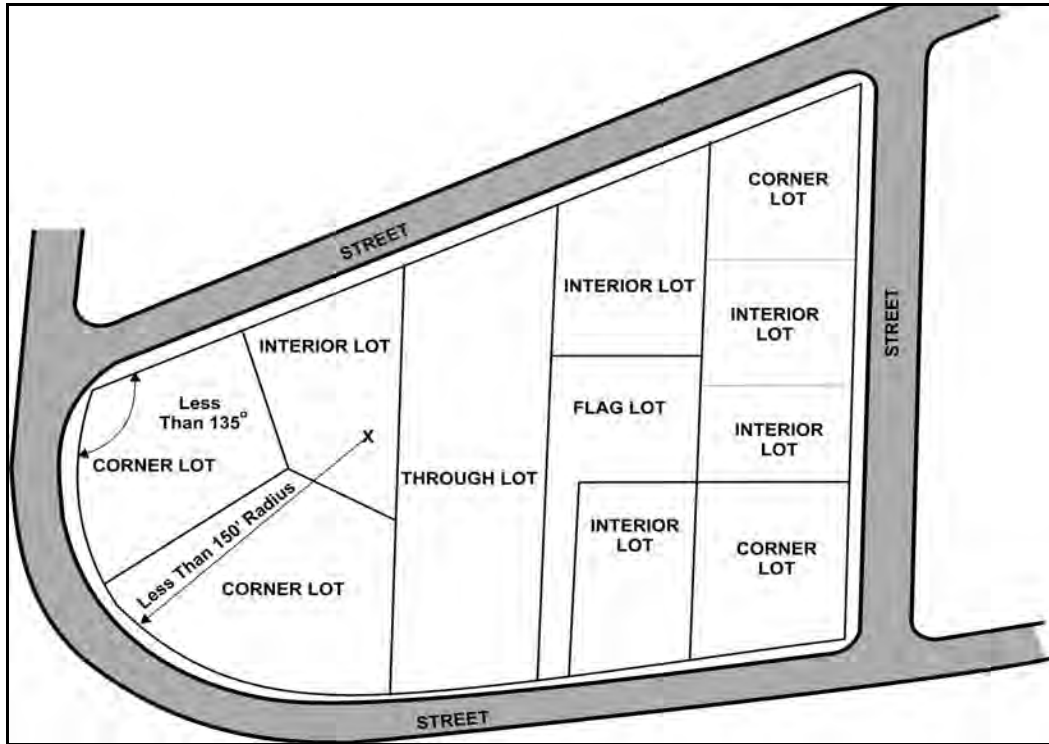 STREET
CORNER
LOT
INTERIOR LOT
INTERIOR
LOT
STREET
INTERIOR LOT
Less
Than 135°
FLAG LOT
X
INTERIOR
LOT
CORNER LOT
THROUGH LOT
Less Than 150' Radius
INTERIOR
LOT
CORNER
LOT
CORNER LOT
STREET